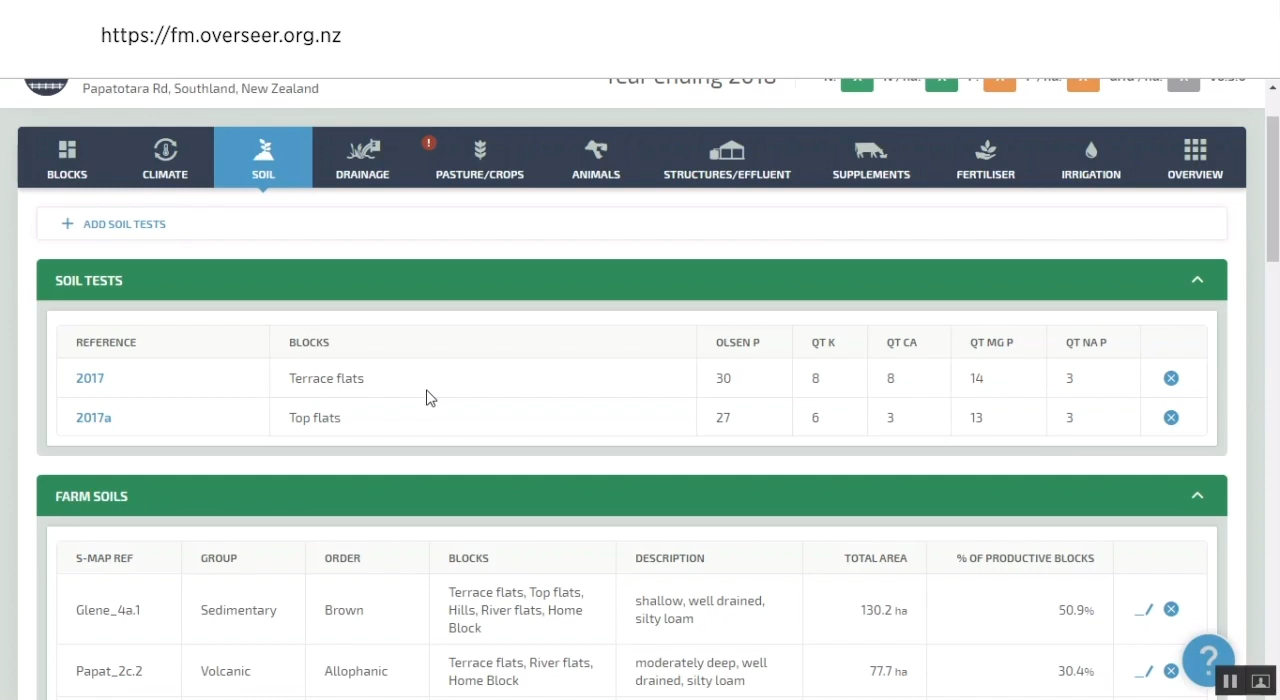 https://fm.overseer.org.nz
Year ending 2018
Papatotara Rd, Southland, New Zealand
BLOCKS CLIMATE SOIL DRAINAGE ! PASTURE/CROPS ANIMALS STRUCTURES/EFFLUENT SUPPLEMENTS FERTILISER IRRIGATION OVERVIEW
+ ADD SOIL TESTS
SOIL TESTS
REFERENCE BLOCKS OLSEN P QT K QT CA QT MG P QT NA P
2017 Terrace flats 30 8 8 14 3
2017a Top flats 27 6 3 13 3
FARM SOILS
S-MAP REF GROUP ORDER BLOCKS DESCRIPTION TOTAL AREA % OF PRODUCTIVE BLOCKS
Glene_4a.1 Sedimentary Brown Terrace flats, Top flats, Hills, River flats, Home Block shallow, well drained, silty loam 130.2 ha 50.9%
Papat_2c.2 Volcanic Allophanic Terrace flats, River flats, Home Block moderately deep, well drained, silty loam 77.7 ha 30.4%
?